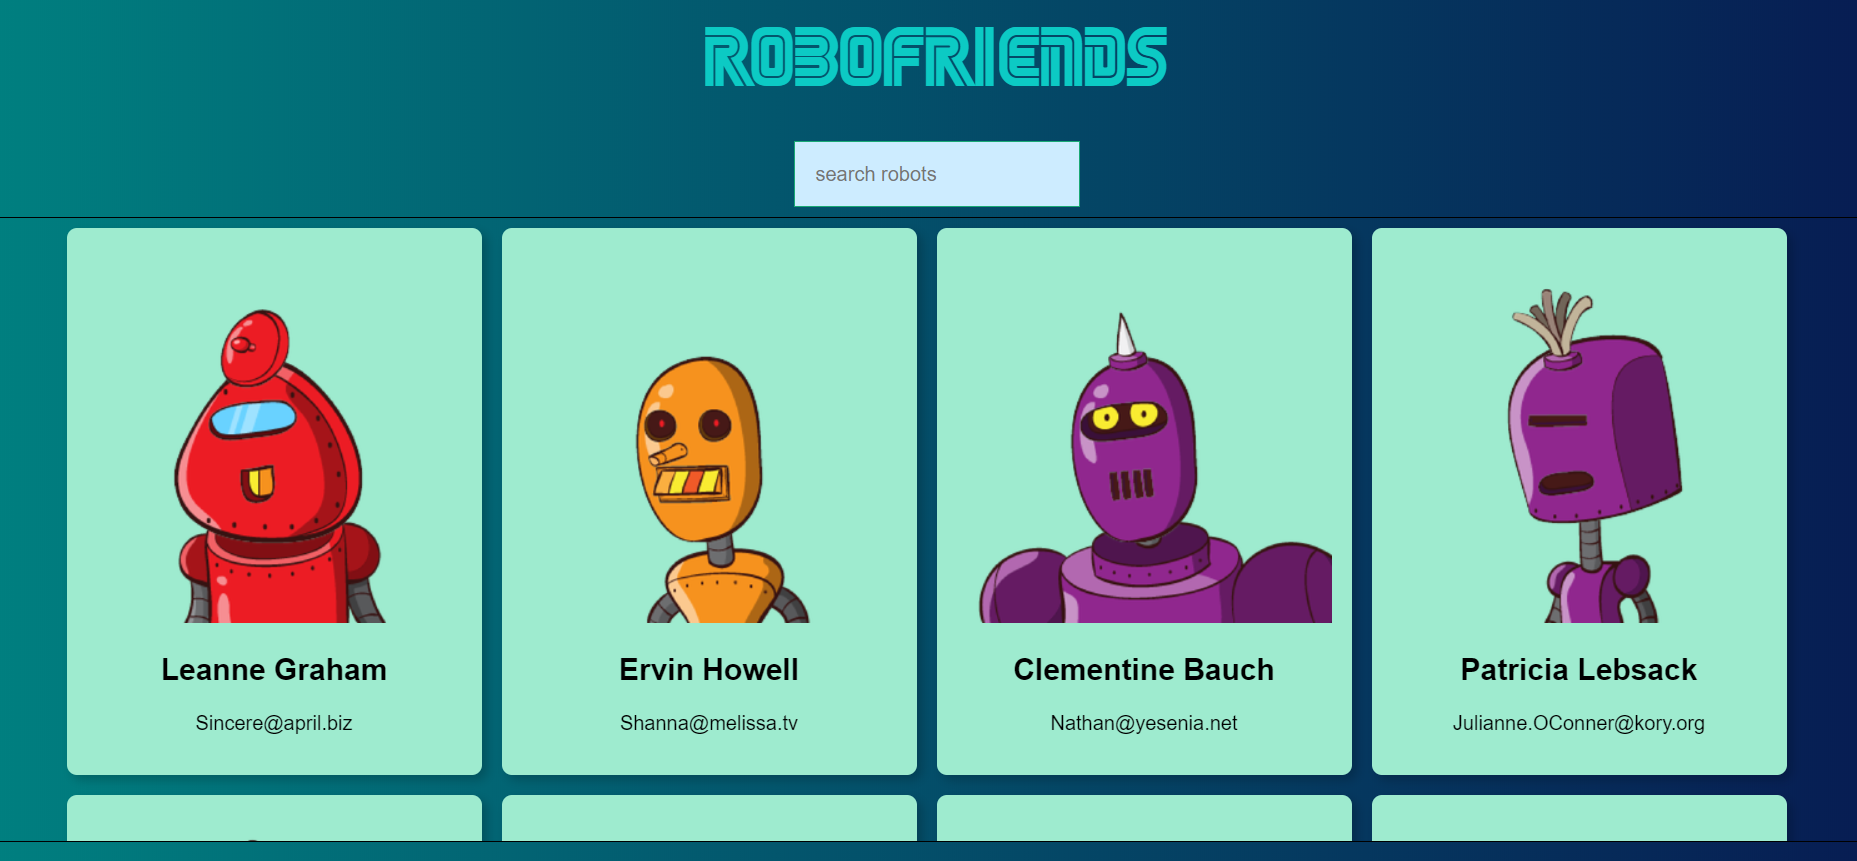 ROBOFRIENDS
search robots
Leanne Graham
Sincere@april.biz
Ervin Howell
Shanna@melissa.tv
Clementine Bauch
Nathan@yesenia.net
Patricia Lebsack
Julianne.OConner@kory.org